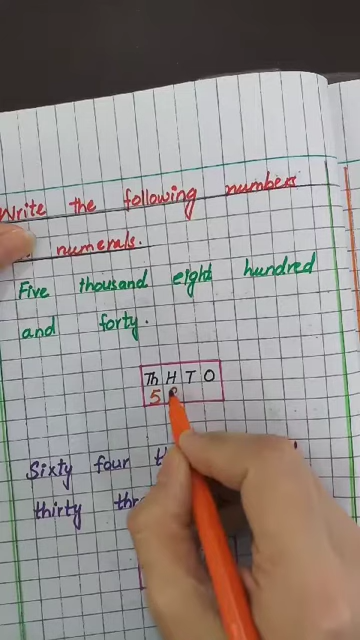 Write the following numbers
numerals.
Five thousand eight hundred
and forty.
Th H T O
5
Sixty four
thirty